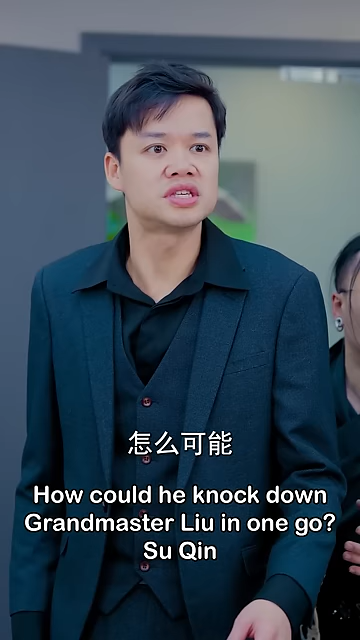 怎么可能
How could he knock down
Grandmaster Liu in one go?
Su Qin